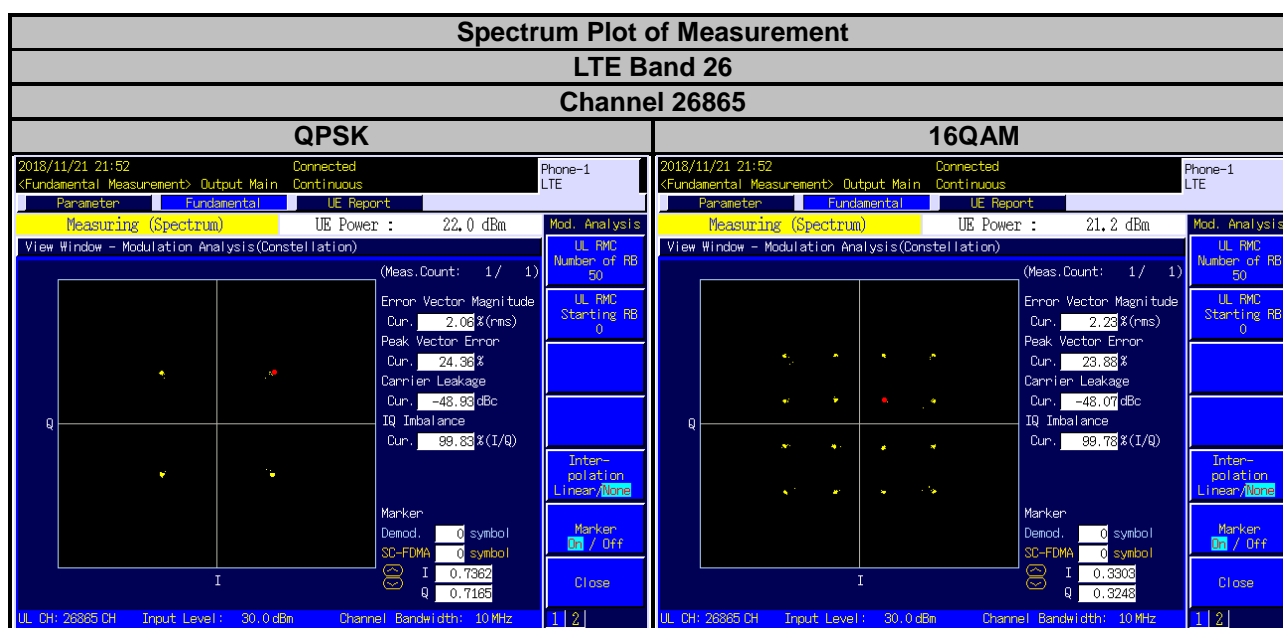 Spectrum Plot of Measurement
LTE Band 26
Channel 26865
QPSK
16QAM
2018/11/21 21:52 Connected
<Fundamental Measurement> Output Main Continuous
Phone-1
LTE
Parameter Fundamental UE Report
Measuring (Spectrum) UE Power : 22.0 dBm Mod. Analysis
View Window - Modulation Analysis(Constellation)
(Meas.Count: 1/ 1)
Error Vector Magnitude
Cur. 2.06 %(rms)
Peak Vector Error
Cur. 24.36 %
Carrier Leakage
Cur. -48.93 dBc
IQ Imbalance
Cur. 99.83 %(I/Q)
Q
I
Marker
Demod. 0 symbol
SC-FDMA 0 symbol
I 0.7362
Q 0.7165
UL RMC
Number of RB
50
UL RMC
Starting RB
0
Inter-
polation
Linear/None
Marker
On / Off
Close
UL CH: 26865 CH Input Level: 30.0 dBm Channel Bandwidth: 10 MHz 1 2
2018/11/21 21:52 Connected
<Fundamental Measurement> Output Main Continuous
Phone-1
LTE
Parameter Fundamental UE Report
Measuring (Spectrum) UE Power : 21.2 dBm Mod. Analysis
View Window - Modulation Analysis(Constellation)
(Meas.Count: 1/ 1)
Error Vector Magnitude
Cur. 2.23 %(rms)
Peak Vector Error
Cur. 23.88 %
Carrier Leakage
Cur. -48.07 dBc
IQ Imbalance
Cur. 99.78 %(I/Q)
Q
I
Marker
Demod. 0 symbol
SC-FDMA 0 symbol
I 0.3303
Q 0.3248
UL RMC
Number of RB
50
UL RMC
Starting RB
0
Inter-
polation
Linear/None
Marker
On / Off
Close
UL CH: 26865 CH Input Level: 30.0 dBm Channel Bandwidth: 10 MHz 1 2